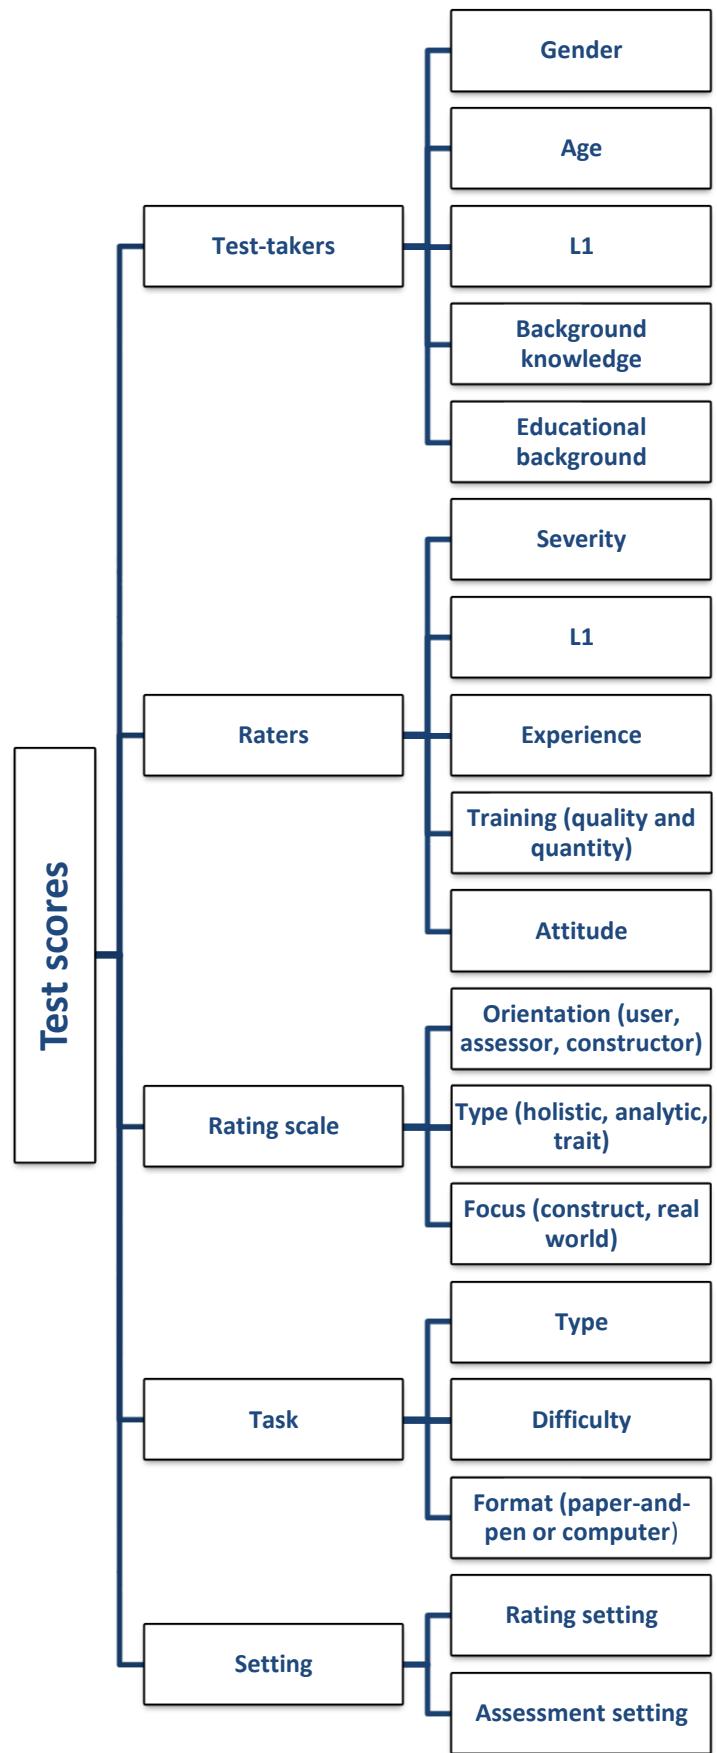 Test scores
Test-takers
Gender
Age
L1
Background
knowledge
Educational
background
Raters
Severity
L1
Experience
Training (quality and
quantity)
Attitude
Rating scale
Orientation (user,
assessor, constructor)
Type (holistic, analytic,
trait)
Focus (construct, real
world)
Task
Type
Difficulty
Format (paper-and-
pen or computer)
Setting
Rating setting
Assessment setting